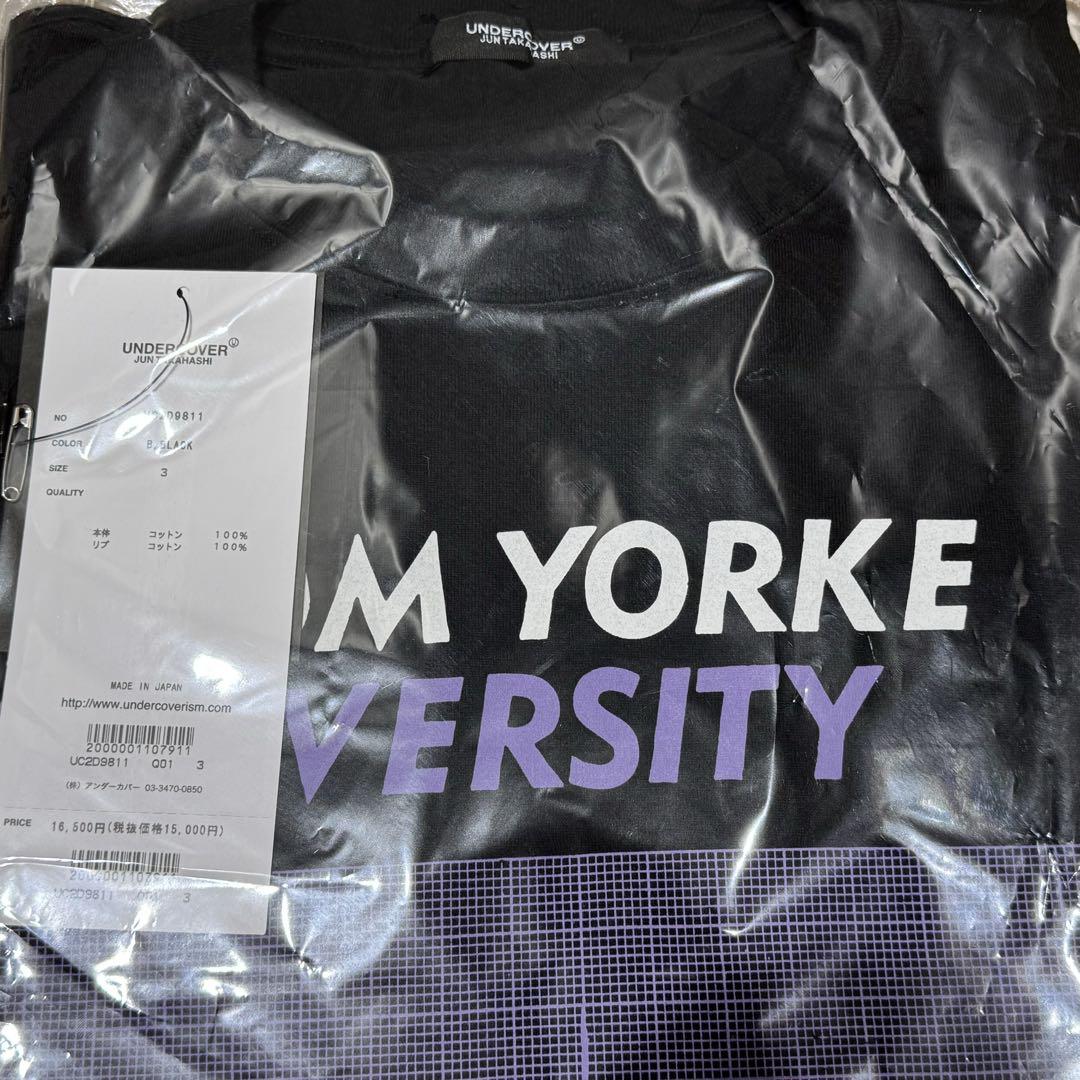 UNDERCOVER
JUN TAKAHASHI
UNDERCOVER
JUN TAKAHASHI
NO UC2D9811
COLOR B.BLACK
SIZE 3
QUALITY
本体 コットン 100%
リブ コットン 100%
MADE IN JAPAN
http://www.undercoverism.com
2000001107911
UC2D9811 Q01 3
(株) アンダーカバー 03-3470-0850
PRICE 16,500円(税抜価格15,000円)
UC2D9811 3
OM YORKE
VERSITY